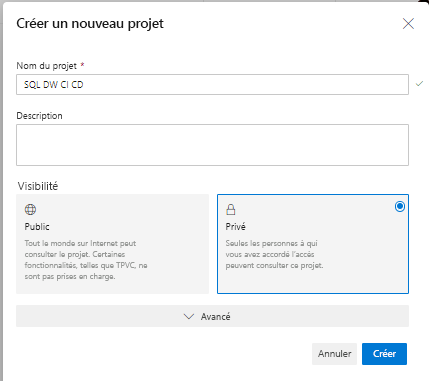 Créer un nouveau projet
Nom du projet *
SQL DW CI CD
Description
Visibilité
Public
Tout le monde sur Internet peut
consulter le projet. Certaines
fonctionnalités, telles que TPVC, ne
sont pas prises en charge.
Privé
Seules les personnes à qui
vous avez accordé l'accès
peuvent consulter ce projet.
Avancé
Annuler
Créer